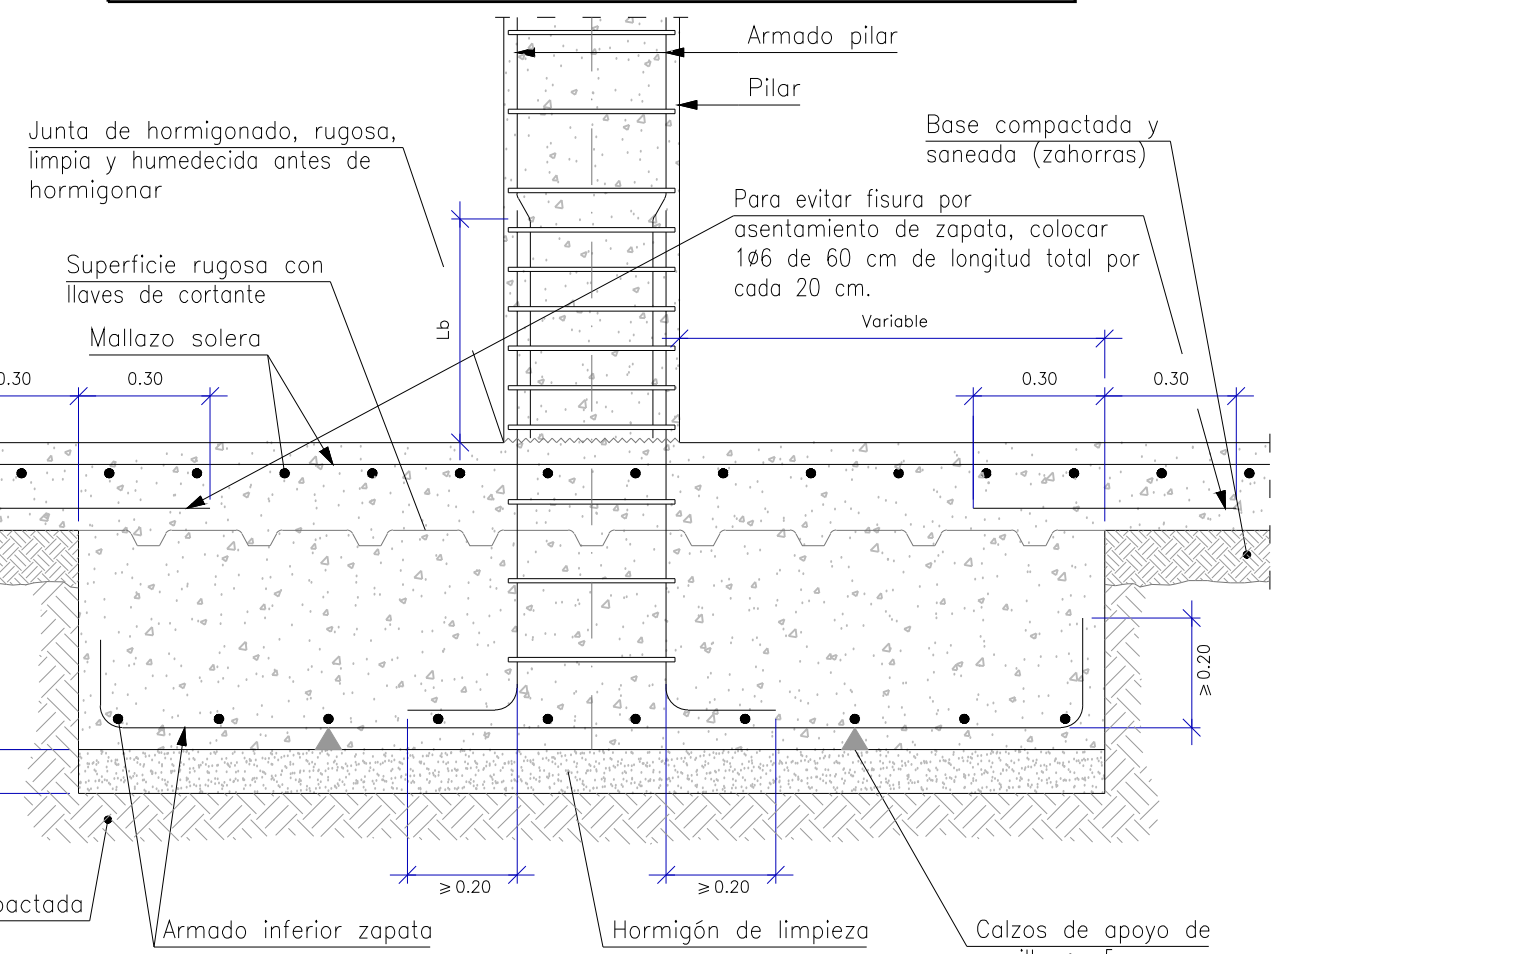 Armado pilar
Pilar
Junta de hormigonado, rugosa,
limpia y humedecida antes de
hormigonar
Base compactada y
saneada (zahorras)
Para evitar fisura por
asentamiento de zapata, colocar
1ø6 de 60 cm de longitud total por
cada 20 cm.
Superficie rugosa con
llaves de cortante
Mallazo solera
Lb
Variable
0.30
0.30
0.30
0.30
≥0.20
≥0.20
≥0.20
pactada
Armado inferior zapata
Hormigón de limpieza
Calzos de apoyo de